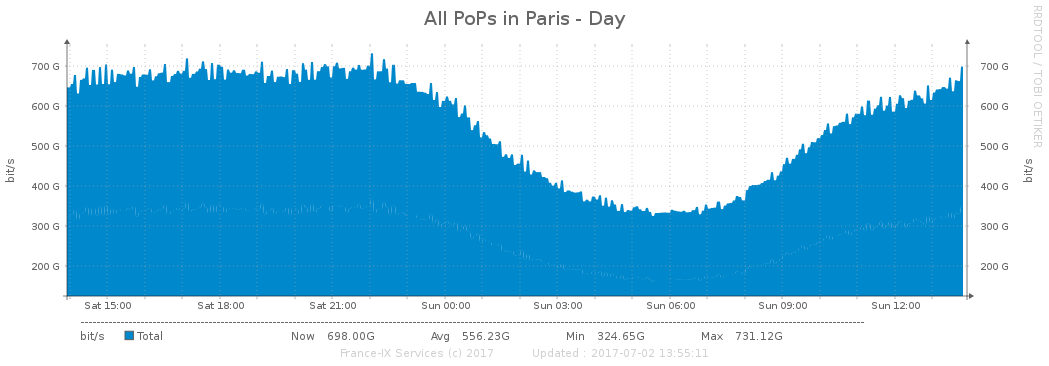 All PoPs in Paris - Day
RRDTOOL / TOBI OETIKER
bit/s
700 G
600 G
500 G
400 G
300 G
200 G
700 G
600 G
500 G
400 G
300 G
200 G
bit/s
Sat 15:00 Sat 18:00 Sat 21:00 Sun 00:00 Sun 03:00 Sun 06:00 Sun 09:00 Sun 12:00
bit/s Total Now 698.00G Avg 556.23G Min 324.65G Max 731.12G
France-IX Services (c) 2017 Updated : 2017-07-02 13:55:11